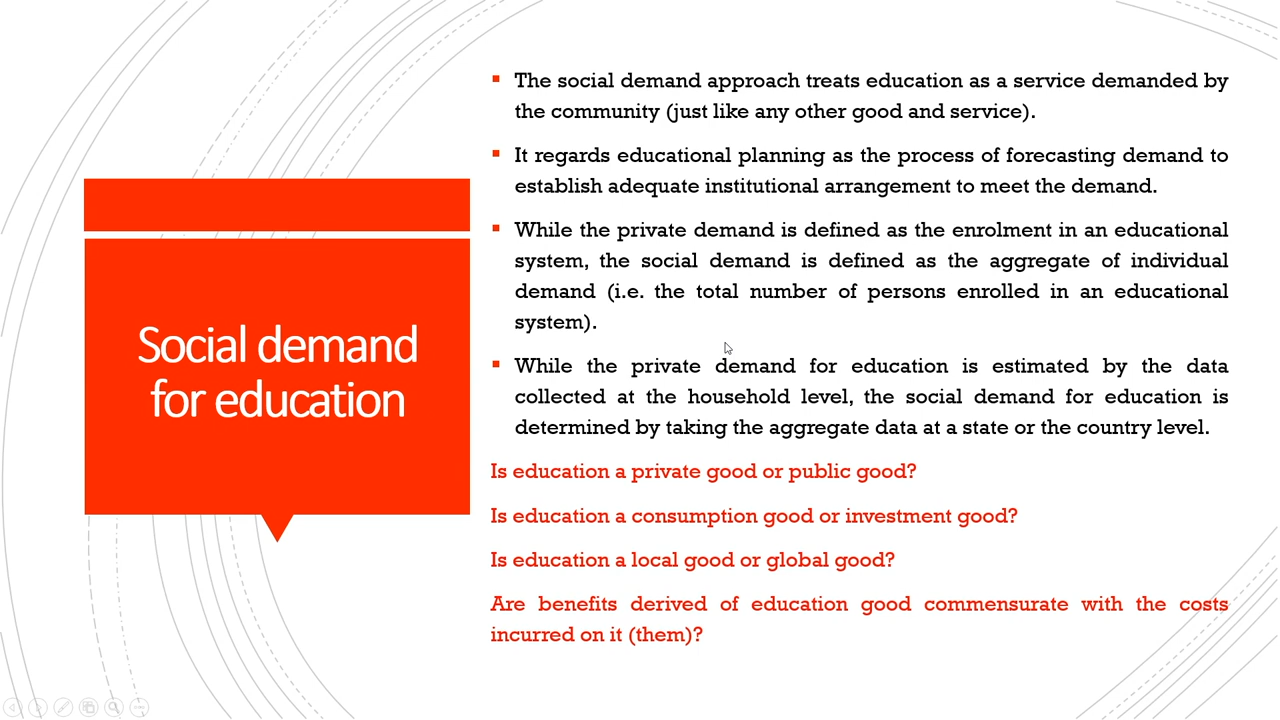 Social demand
for education
The social demand approach treats education as a service demanded by
the community (just like any other good and service).
It regards educational planning as the process of forecasting demand to
establish adequate institutional arrangement to meet the demand.
While the private demand is defined as the enrolment in an educational
system, the social demand is defined as the aggregate of individual
demand (i.e. the total number of persons enrolled in an educational
system).
While the private demand for education is estimated by the data
collected at the household level, the social demand for education is
determined by taking the aggregate data at a state or the country level.
Is education a private good or public good?
Is education a consumption good or investment good?
Is education a local good or global good?
Are benefits derived of education good commensurate with the costs
incurred on it (them)?